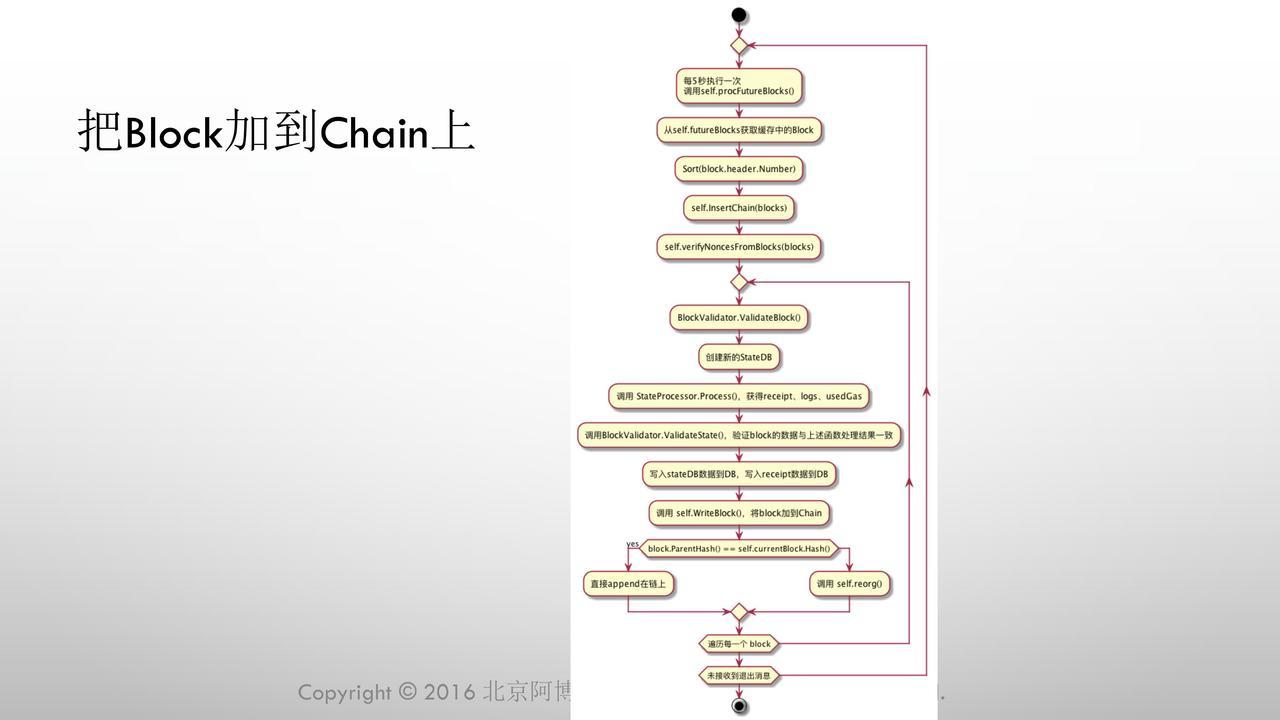 把Block加到Chain上
每5秒执行一次
调用self.procFutureBlocks()
从self.futureBlocks获取缓存中的Block
Sort(block.header.Number)
self.InsertChain(blocks)
self.verifyNoncesFromBlocks(blocks)
BlockValidator.ValidateBlock()
创建新的StateDB
调用 StateProcessor.Process()，获得receipt、logs、usedGas
调用BlockValidator.ValidateState()，验证block的数据与上述函数处理结果一致
写入stateDB数据到DB，写入receipt数据到DB
调用 self.WriteBlock()，将block加到Chain
yes
block.ParentHash() == self.currentBlock.Hash()
直接append在链上
调用 self.reorg()
遍历每一个 block
未接收到退出消息
Copyright © 2016 北京阿博